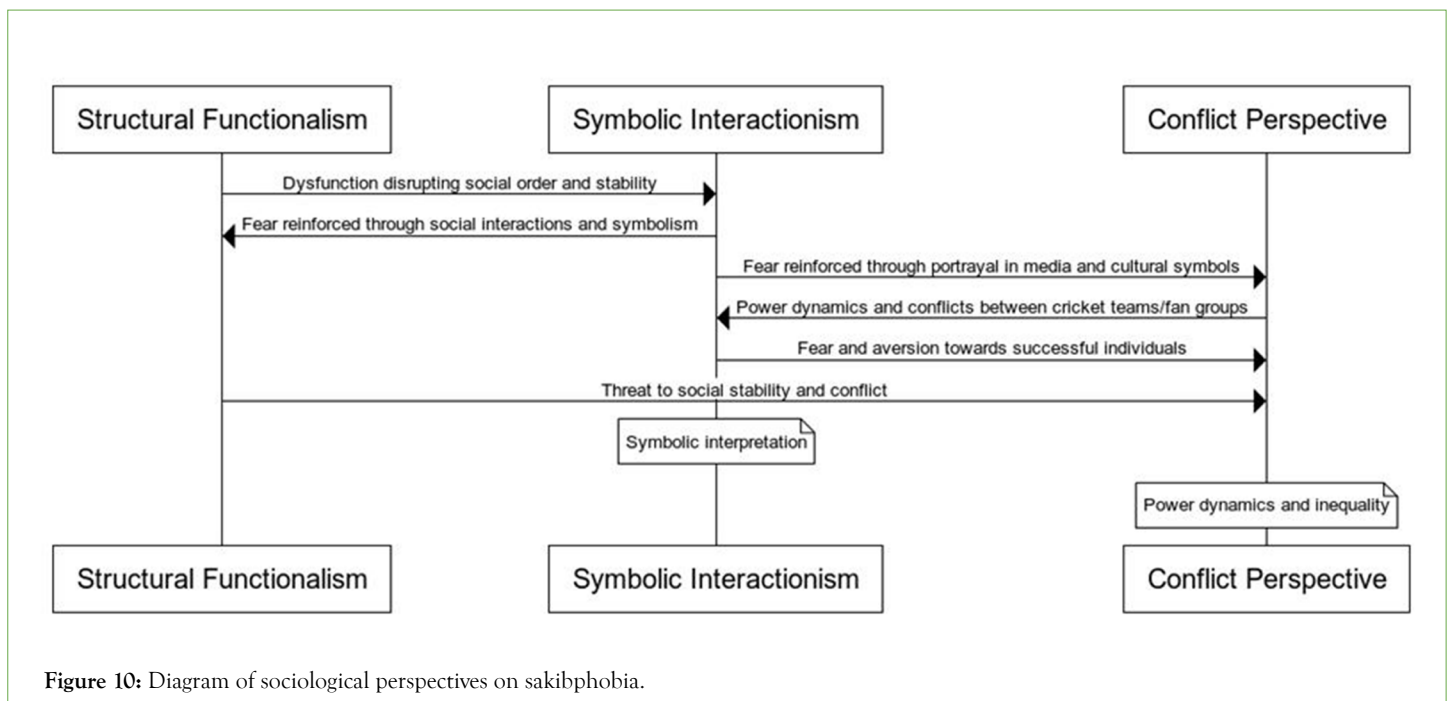 Structural Functionalism
Symbolic Interactionism
Conflict Perspective
Dysfunction disrupting social order and stability
Fear reinforced through social interactions and symbolism
Fear reinforced through portrayal in media and cultural symbols
Power dynamics and conflicts between cricket teams/fan groups
Fear and aversion towards successful individuals
Threat to social stability and conflict
Symbolic interpretation
Power dynamics and inequality
Structural Functionalism
Symbolic Interactionism
Conflict Perspective
Figure 10: Diagram of sociological perspectives on sakibphobia.